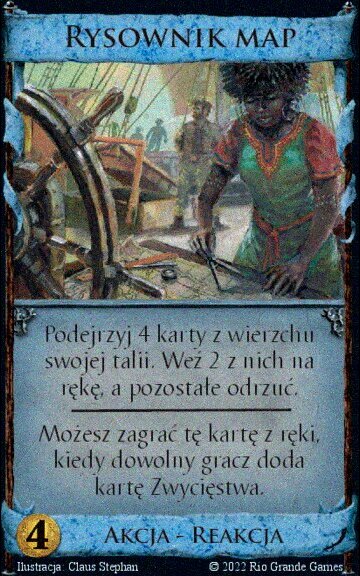 Rysownik map
Podejrzyj 4 karty z wierzchu
swojej talii. Weź 2 z nich na
rękę, a pozostałe odrzuć.
Możesz zagrać tę kartę z ręki,
kiedy dowolny gracz doda
kartę Zwycięstwa.
4
Akcja - Reakcja
Ilustracja: Claus Stephan © 2022 Rio Grande Games